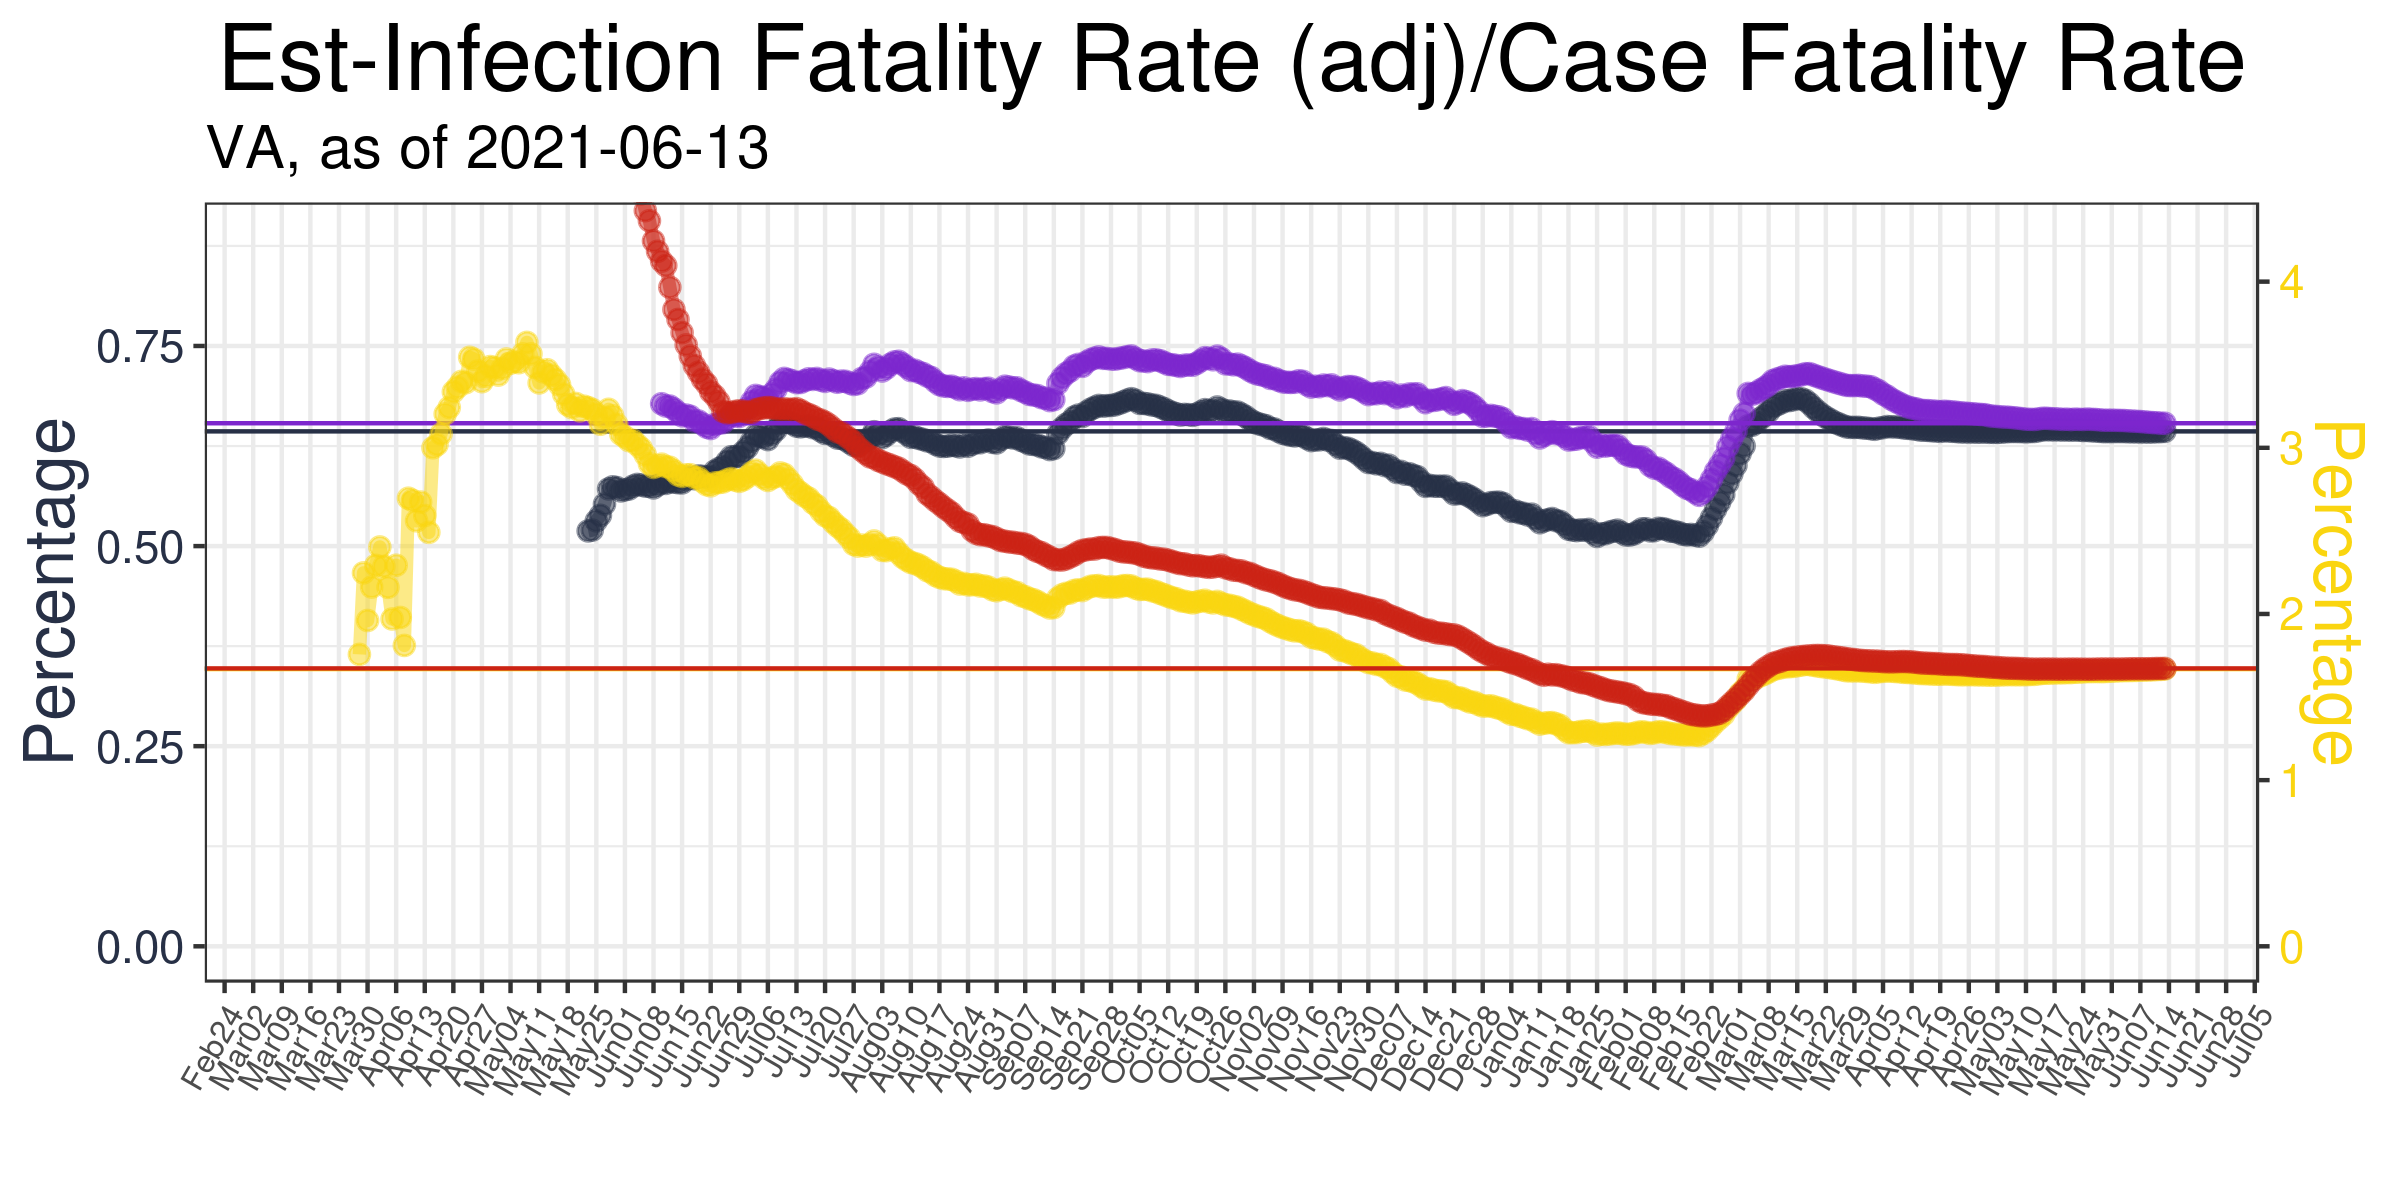 Est-Infection Fatality Rate (adj)/Case Fatality Rate
VA, as of 2021-06-13
Percentage
0.75
0.50
0.25
0.00
4
3
2
1
0
Percentage
Feb24
Mar02
Mar09
Mar16
Mar23
Mar30
Apr06
Apr13
Apr20
Apr27
May04
May11
May18
May25
Jun01
Jun08
Jun15
Jun22
Jun29
Jul06
Jul13
Jul20
Jul27
Aug03
Aug10
Aug17
Aug24
Aug31
Sep07
Sep14
Sep21
Sep28
Oct05
Oct12
Oct19
Oct26
Nov02
Nov09
Nov16
Nov23
Nov30
Dec07
Dec14
Dec21
Dec28
Jan04
Jan11
Jan18
Jan25
Feb01
Feb08
Feb15
Feb22
Mar01
Mar08
Mar15
Mar22
Mar29
Apr05
Apr12
Apr19
Apr26
May03
May10
May17
May24
May31
Jun07
Jun14
Jun21
Jun28
Jul05